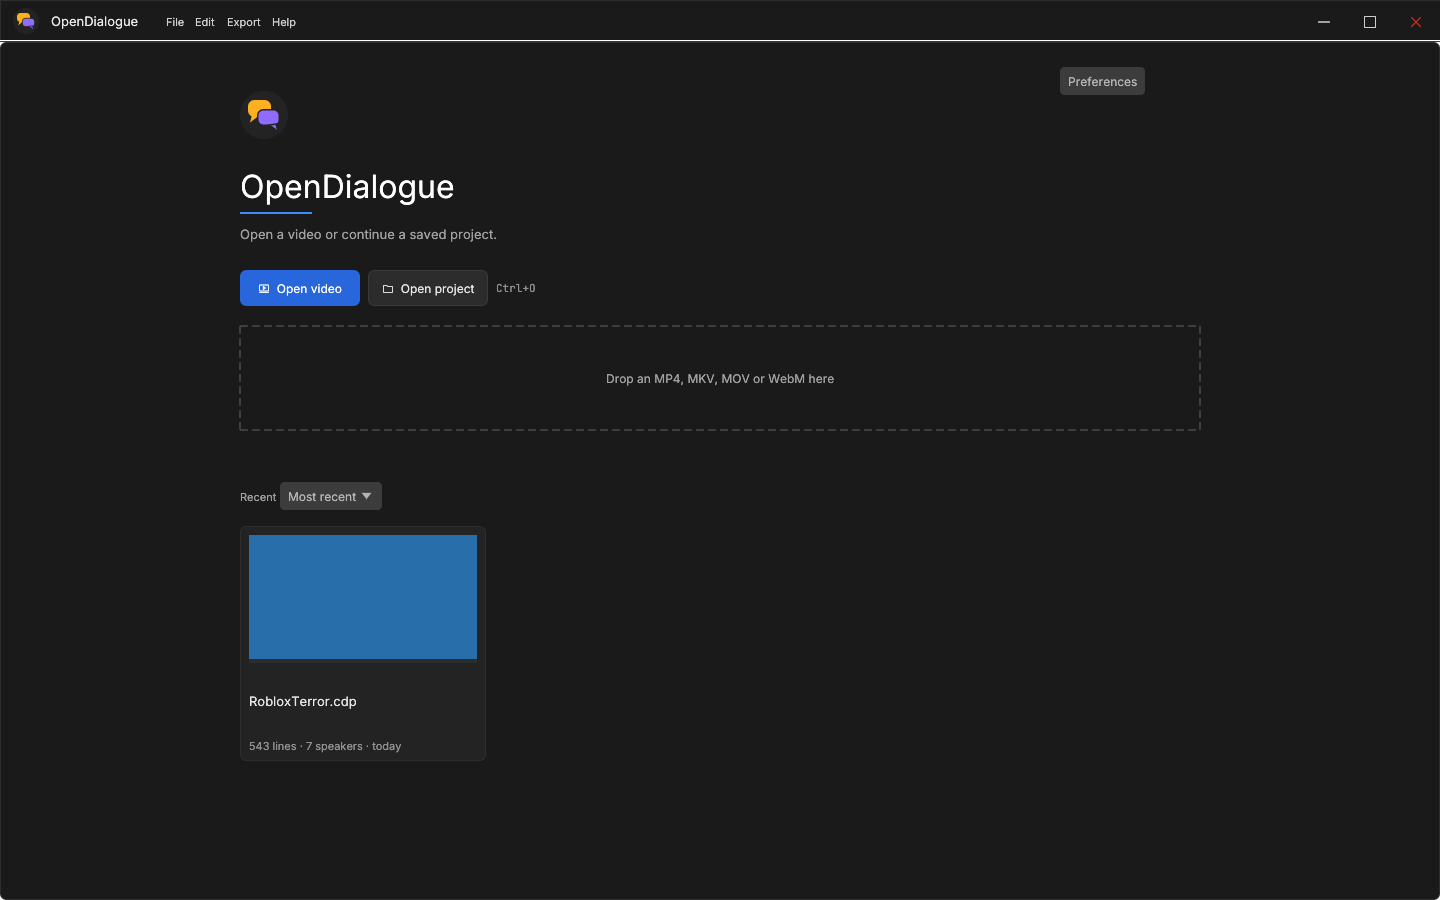 OpenDialogue File Edit Export Help
Preferences
OpenDialogue
Open a video or continue a saved project.
Open video Open project Ctrl+O
Drop an MP4, MKV, MOV or WebM here
Recent Most recent
RobloxTerror.cdp
543 lines · 7 speakers · today